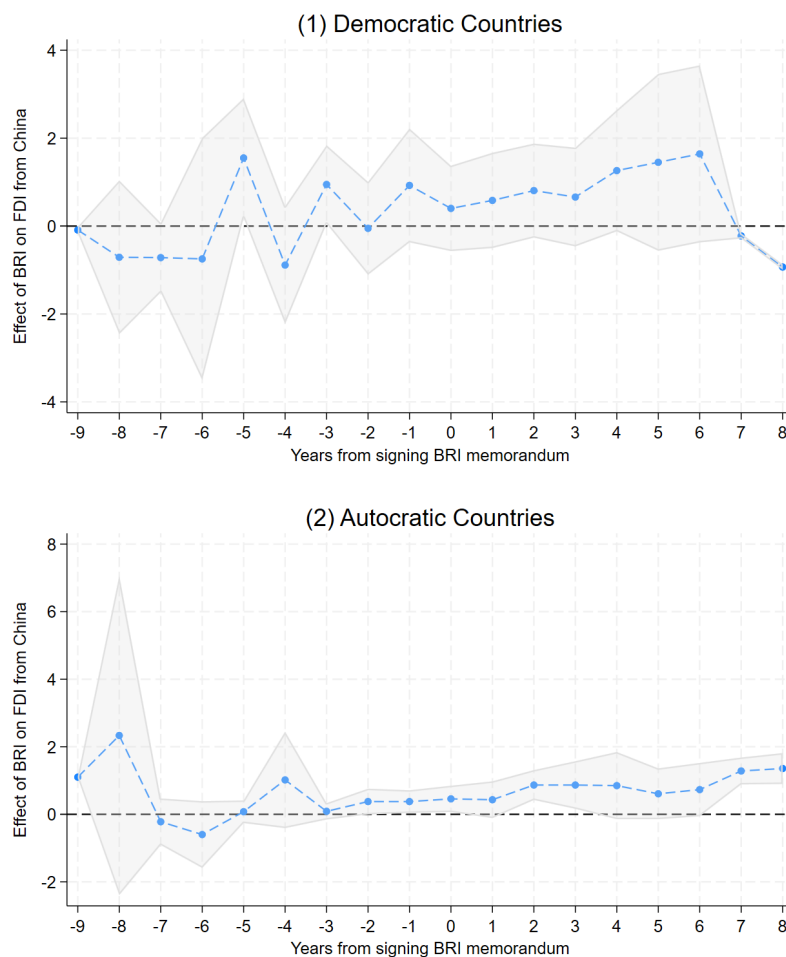 (1) Democratic Countries
Effect of BRI on FDI from China
4
2
0
-2
-4
-9 -8 -7 -6 -5 -4 -3 -2 -1 0 1 2 3 4 5 6 7 8
Years from signing BRI memorandum
(2) Autocratic Countries
Effect of BRI on FDI from China
8
6
4
2
0
-2
-9 -8 -7 -6 -5 -4 -3 -2 -1 0 1 2 3 4 5 6 7 8
Years from signing BRI memorandum